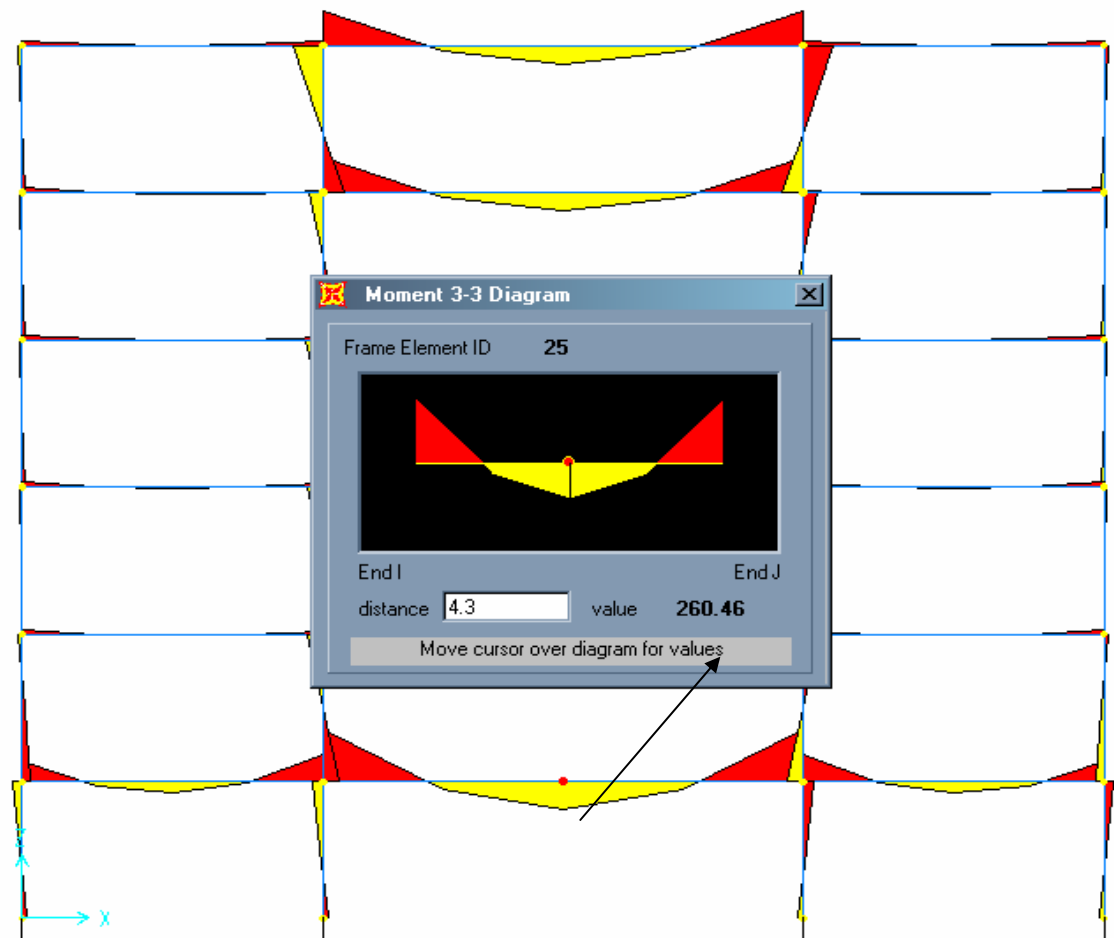 Moment 3-3 Diagram
Frame Element ID 25
End I End J
distance 4.3 value 260.46
Move cursor over diagram for values
Z
X